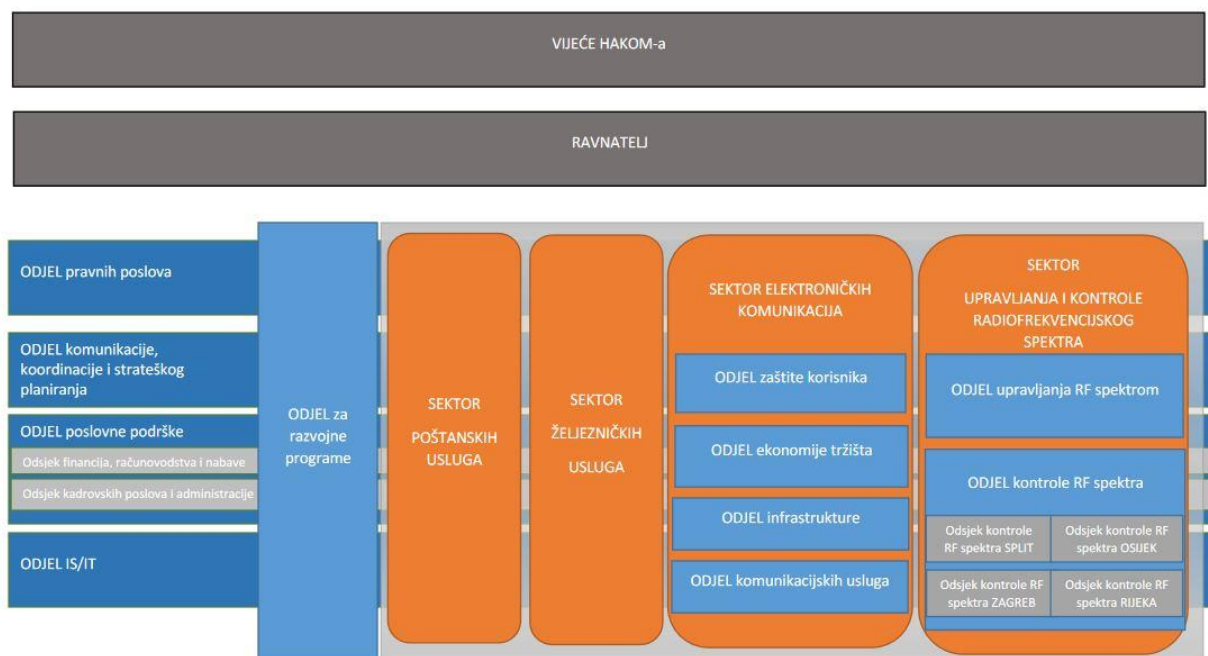 VIJEĆE HAKOM-a
RAVNATELJ
ODJEL pravnih poslova
ODJEL komunikacije,
koordinacije i strateškog
planiranja
ODJEL poslovne podrške
Odsjek financija, računovodstva i nabave
Odsjek kadrovskih poslova i administracije
ODJEL IS/IT
ODJEL za
razvojne
programe
SEKTOR
POŠTANSKIH
USLUGA
SEKTOR
ŽELJEZNIČKIH
USLUGA
SEKTOR ELEKTRONIČKIH
KOMUNIKACIJA
ODJEL zaštite korisnika
ODJEL ekonomije tržišta
ODJEL infrastrukture
ODJEL komunikacijskih usluga
SEKTOR
UPRAVLJANJA I KONTROLE
RADIOFREKVENCIJSKOG
SPEKTRA
ODJEL upravljanja RF spektrom
ODJEL kontrole RF spektra
Odsjek kontrole
RF spektra SPLIT
Odsjek kontrole RF
spektra OSIJEK
Odsjek kontrole RF
spektra ZAGREB
Odsjek kontrole RF
spektra RIJEKA